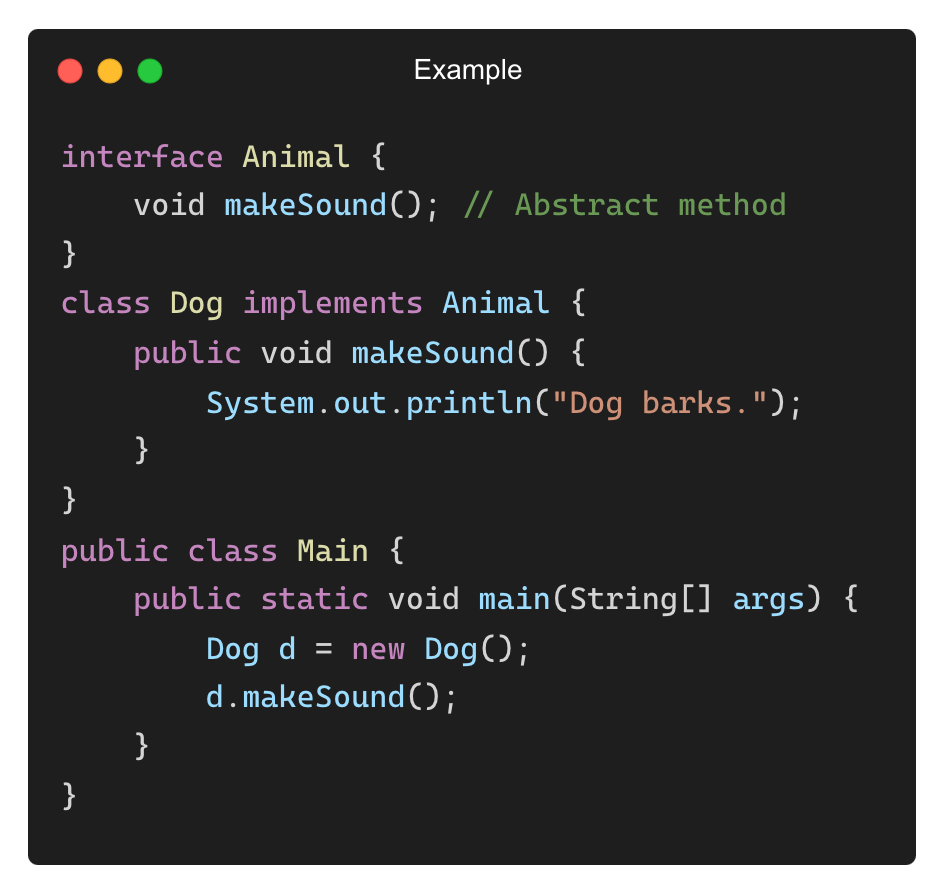 Example
interface Animal {
    void makeSound(); // Abstract method
}
class Dog implements Animal {
    public void makeSound() {
        System.out.println("Dog barks.");
    }
}
public class Main {
    public static void main(String[] args) {
        Dog d = new Dog();
        d.makeSound();
    }
}